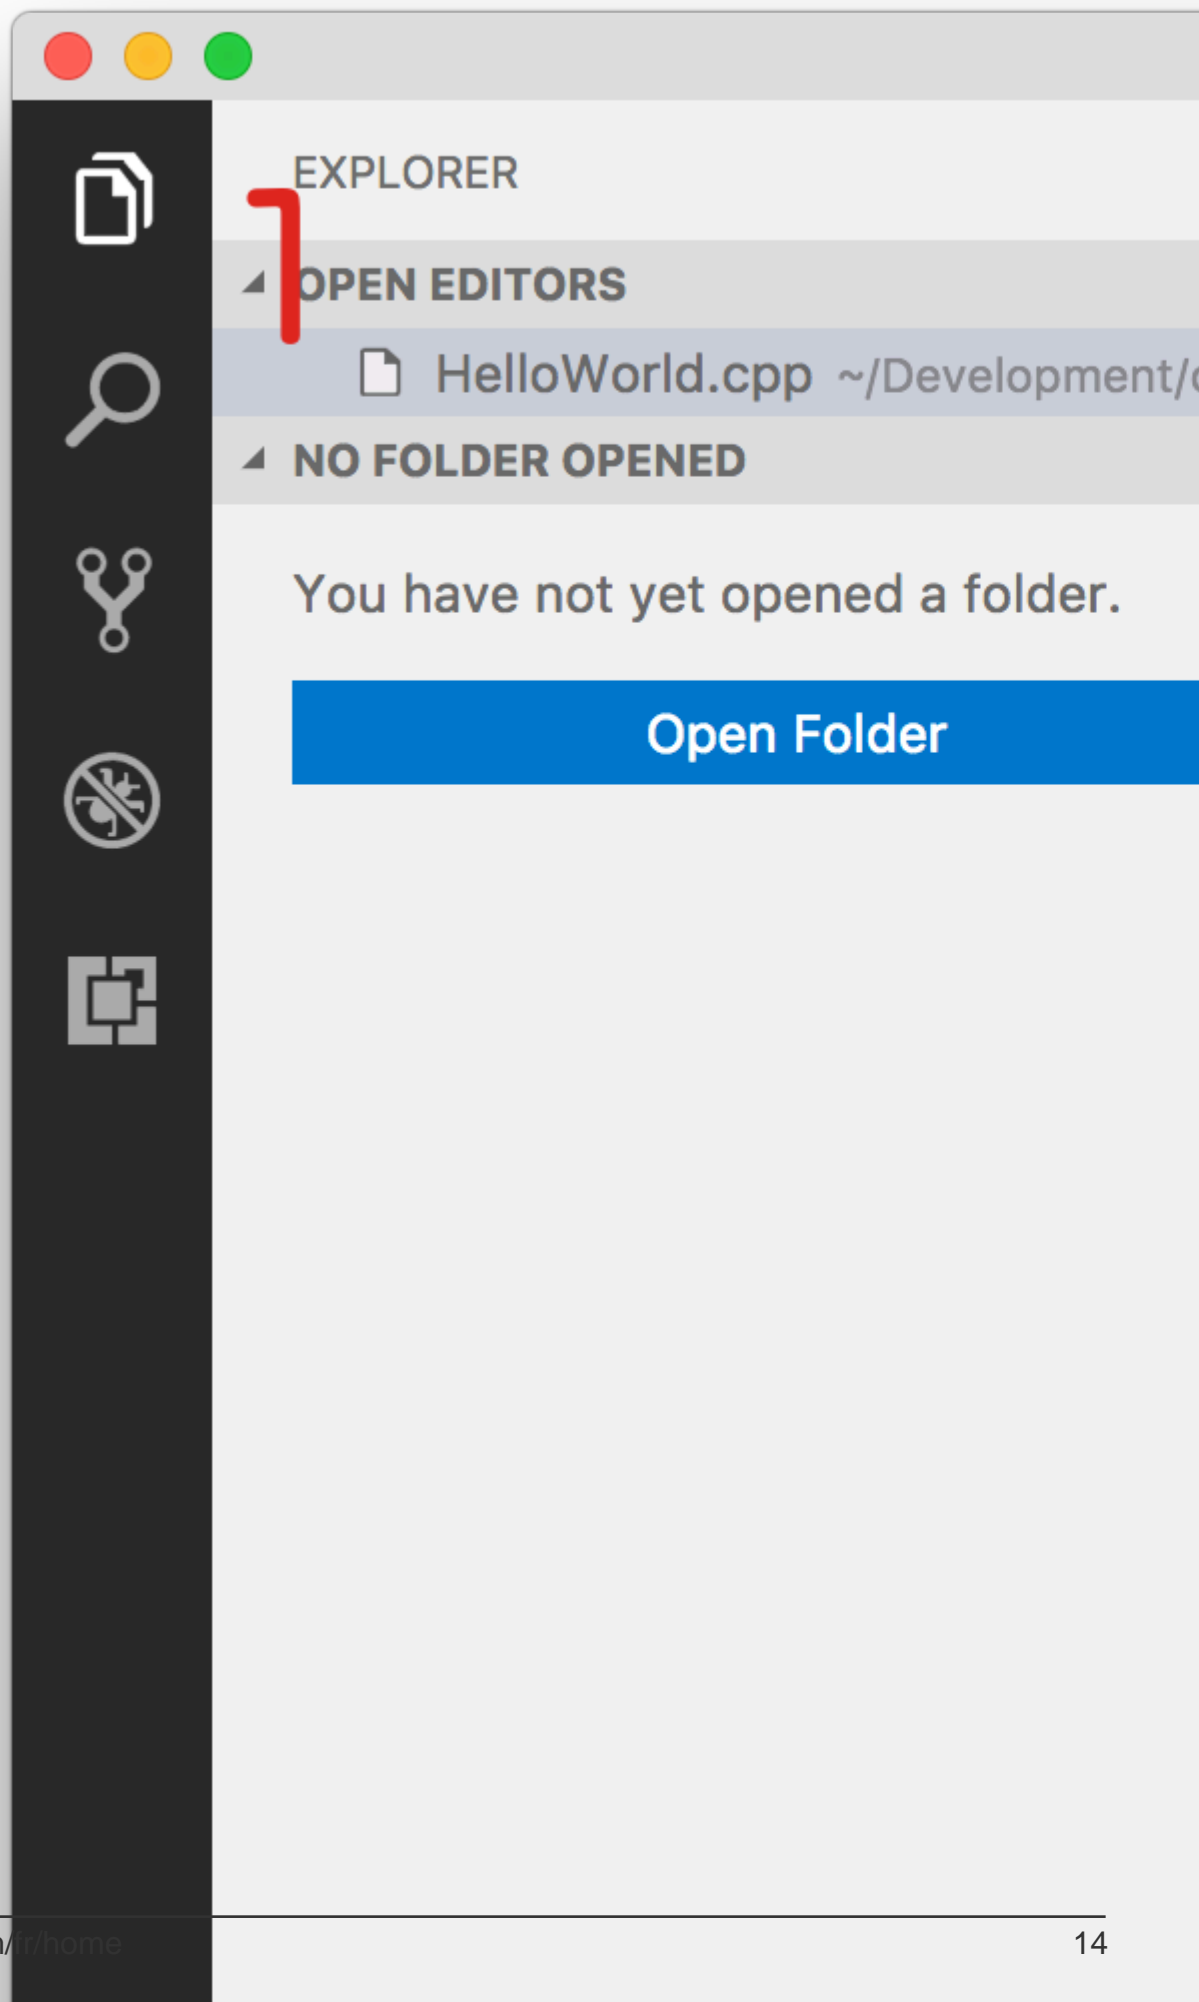 EXPLORER
1
OPEN EDITORS
HelloWorld.cpp ~/Development/
NO FOLDER OPENED
You have not yet opened a folder.
Open Folder
/fr/home
14